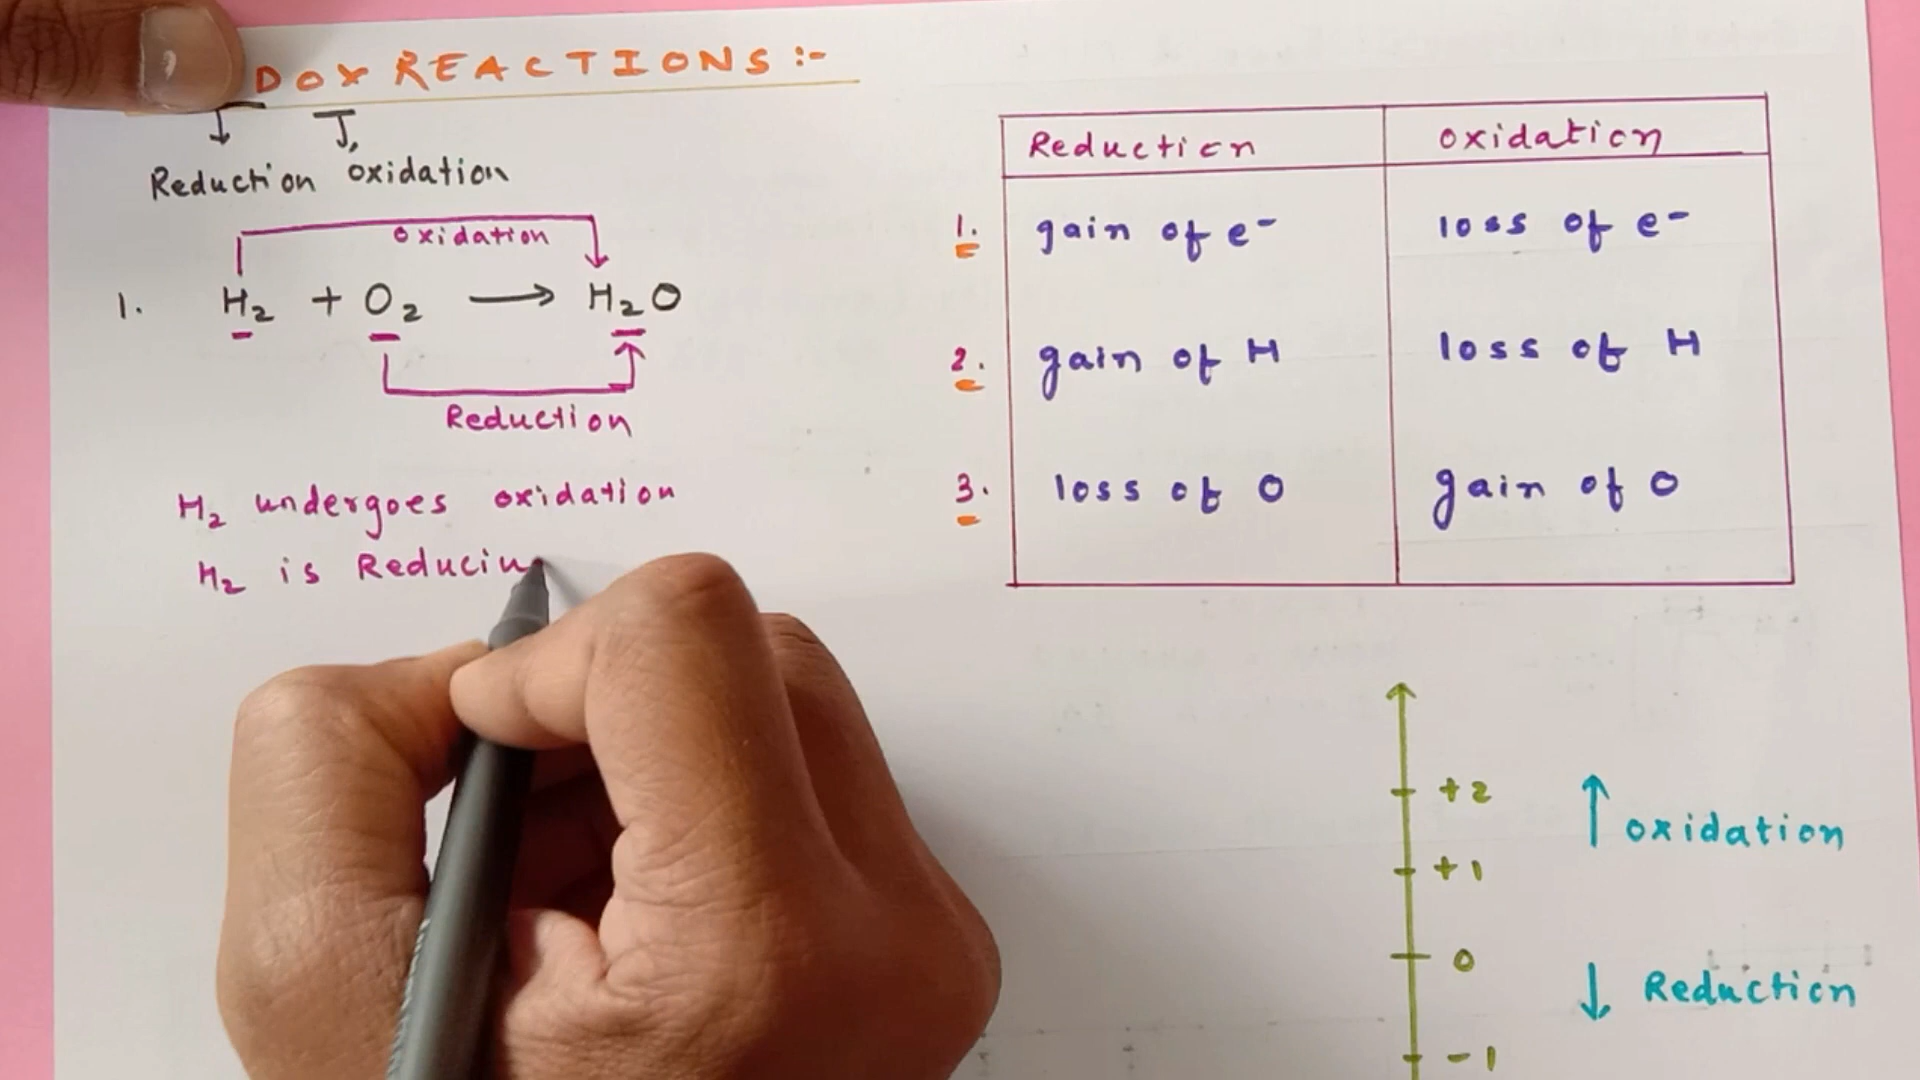 DOX REACTIONS :-
Reduction oxidation
oxidation
1. H₂ + O₂ → H₂O
Reduction
H₂ undergoes oxidation
H₂ is Reducin
Reduction oxidation
1. gain of e⁻ loss of e⁻
2. gain of H loss of H
3. loss of O gain of O
+2
↑ oxidation
+1
0
↓ Reduction
-1